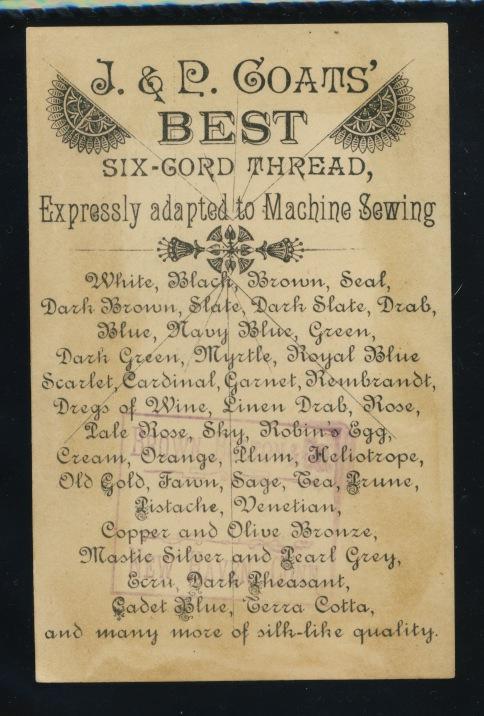 J. & P. COATS'
BEST
SIX-CORD THREAD,
Expressly adapted to Machine Sewing
White, Black, Brown, Seal,
Dark Brown, Slate, Dark Slate, Drab,
Blue, Navy Blue, Green,
Dark Green, Myrtle, Royal Blue
Scarlet, Cardinal, Garnet, Rembrandt,
Dregs of Wine, Linen Drab, Rose,
Pale Rose, Sky, Robin's Egg,
Cream, Orange, Plum, Heliotrope,
Old Gold, Fawn, Sage, Tea, Prune,
Pistache, Venetian,
Copper and Olive Bronze,
Mastic Silver and Pearl Grey,
Ecru, Dark Pheasant,
Cadet Blue, Terra Cotta,
and many more of silk-like quality.